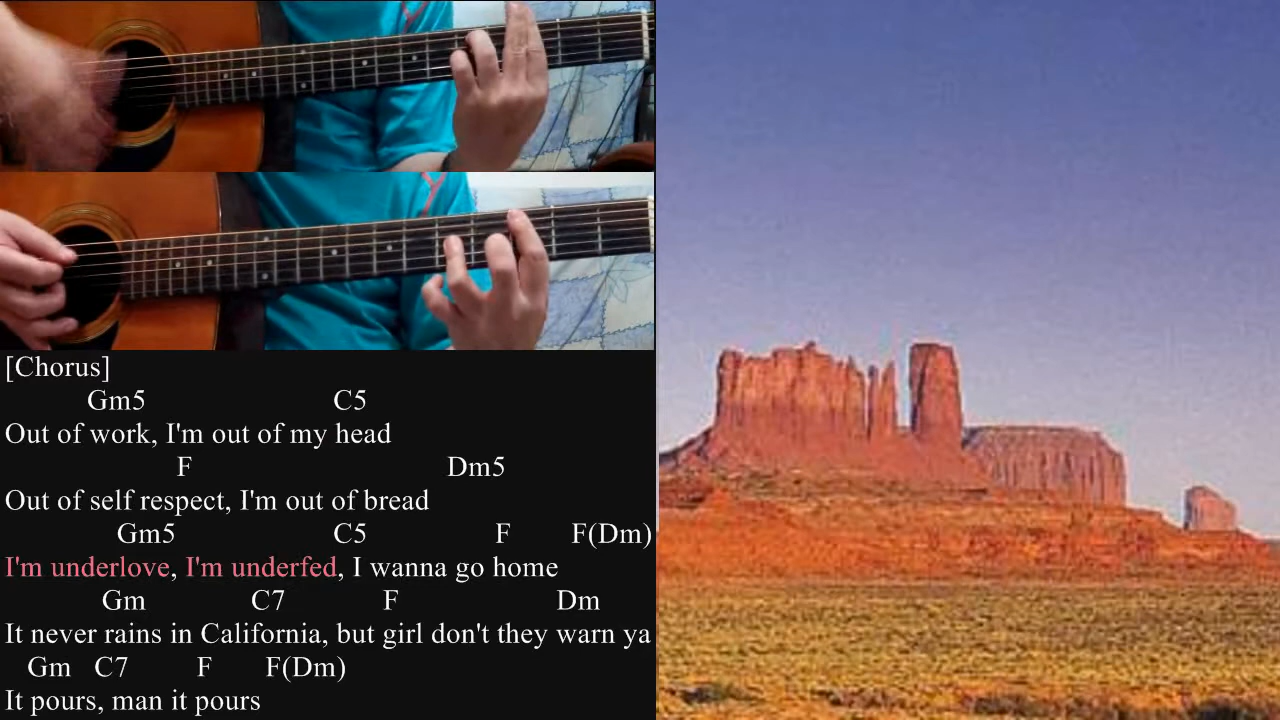 [Chorus]
Gm5 C5
Out of work, I'm out of my head
F Dm5
Out of self respect, I'm out of bread
Gm5 C5 F F(Dm)
I'm underlove, I'm underfed, I wanna go home
Gm C7 F Dm
It never rains in California, but girl don't they warn ya
Gm C7 F F(Dm)
It pours, man it pours